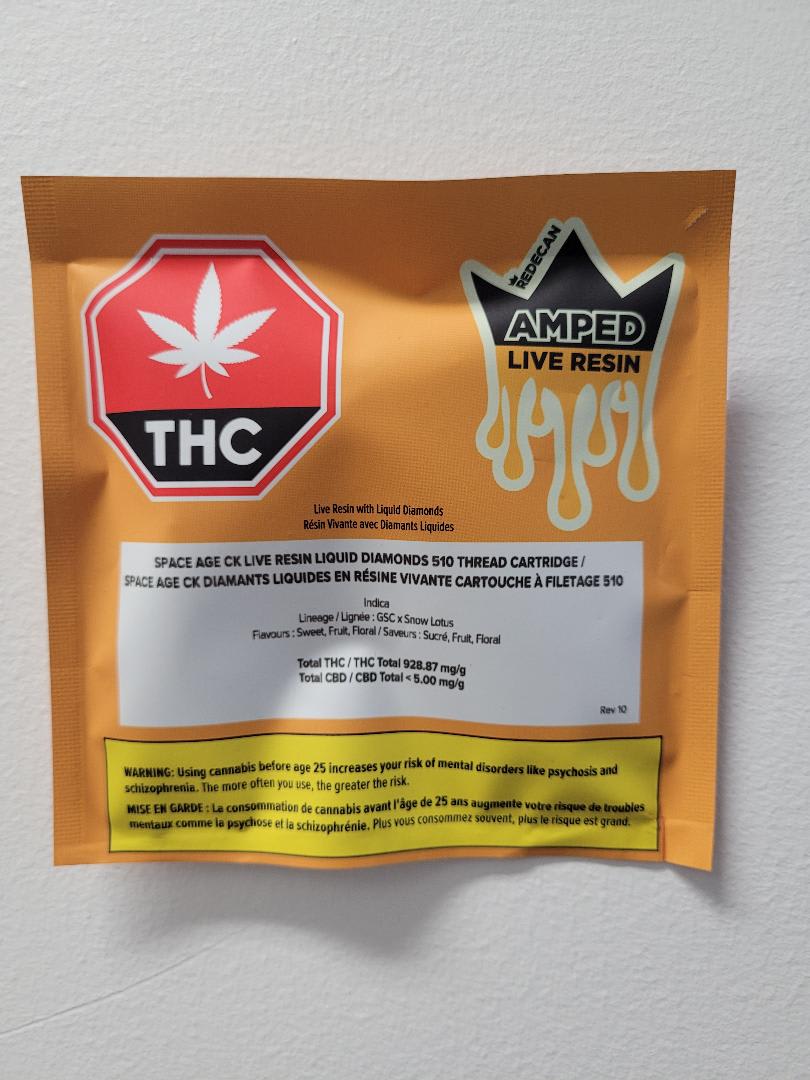 REDECAN
AMPED
LIVE RESIN
THC
Live Resin with Liquid Diamonds
Résin Vivante avec Diamants Liquides
SPACE AGE CK LIVE RESIN LIQUID DIAMONDS 510 THREAD CARTRIDGE /
SPACE AGE CK DIAMANTS LIQUIDES EN RÉSINE VIVANTE CARTOUCHE À FILETAGE 510
Indica
Lineage / Lignée : GSC x Snow Lotus
Flavours : Sweet, Fruit, Floral / Saveurs : Sucré, Fruit, Floral
Total THC / THC Total 928.87 mg/g
Total CBD / CBD Total < 5.00 mg/g
Rev 10
WARNING: Using cannabis before age 25 increases your risk of mental disorders like psychosis and
schizophrenia. The more often you use, the greater the risk.
MISE EN GARDE : La consommation de cannabis avant l'âge de 25 ans augmente votre risque de troubles
mentaux comme la psychose et la schizophrénie. Plus vous consommez souvent, plus le risque est grand.